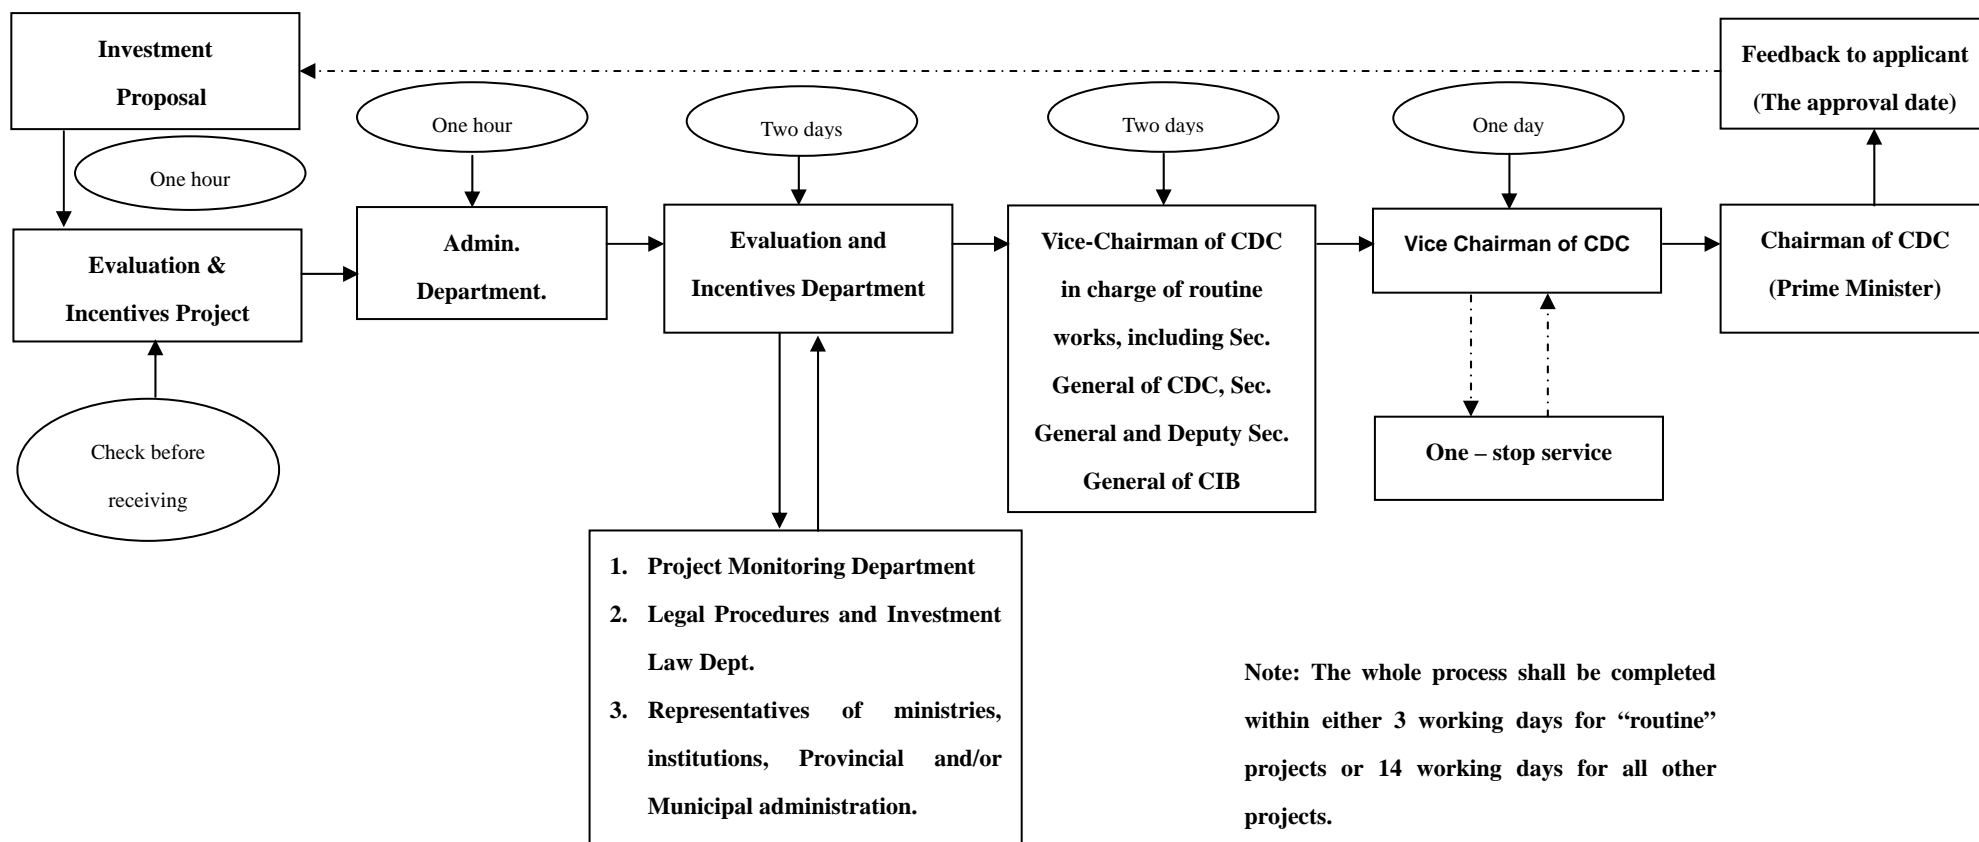 Investment
Proposal
Feedback to applicant
(The approval date)
One hour
One hour
Two days
Two days
One day
Evaluation &
Incentives Project
Admin.
Department.
Evaluation and
Incentives Department
Vice-Chairman of CDC
in charge of routine
works, including Sec.
General of CDC, Sec.
General and Deputy Sec.
General of CIB
Vice Chairman of CDC
Chairman of CDC
(Prime Minister)
Check before
receiving
One – stop service
1. Project Monitoring Department
2. Legal Procedures and Investment
Law Dept.
3. Representatives of ministries,
institutions, Provincial and/or
Municipal administration.
Note: The whole process shall be completed
within either 3 working days for “routine”
projects or 14 working days for all other
projects.